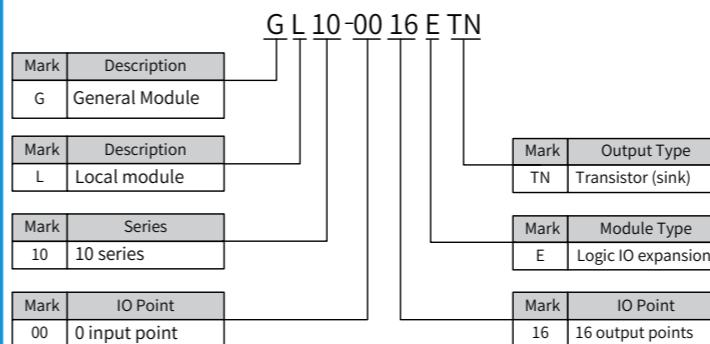 G L 10-00 16 E TN
Mark Description
G General Module
Mark Description
L Local module
Mark Series
10 10 series
Mark IO Point
00 0 input point
Mark Output Type
TN Transistor (sink)
Mark Module Type
E Logic IO expansion
Mark IO Point
16 16 output points